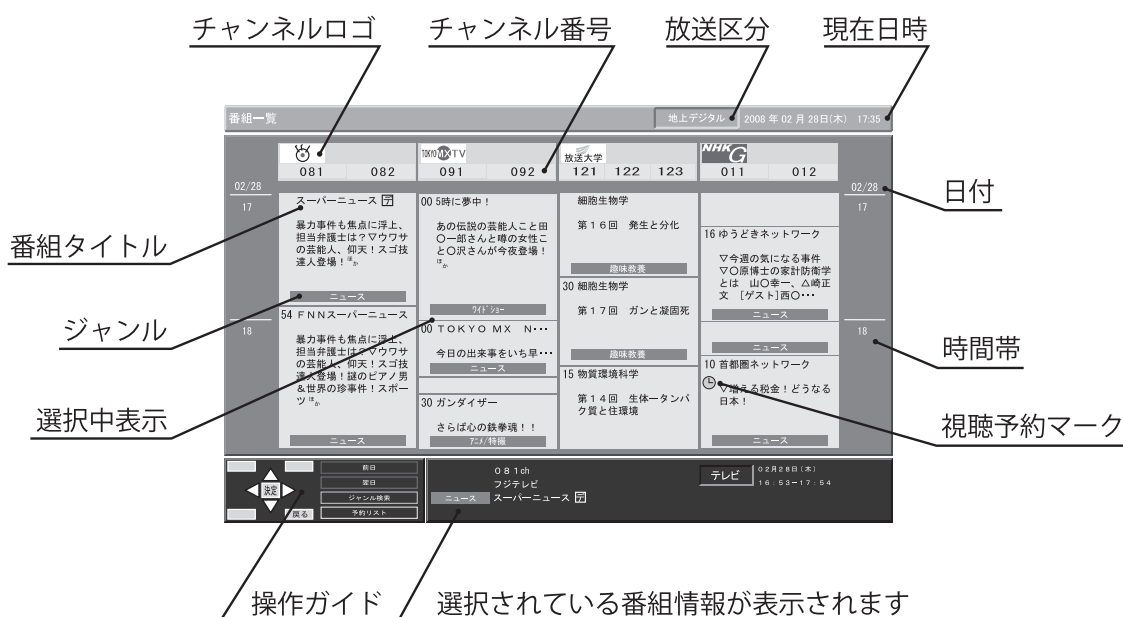 チャンネルロゴ
チャンネル番号
放送区分
現在日時
番組一覧
地上デジタル
2008 年 02 月 28日(木) 17:35
081 082
TOKYO MX TV
091 092
放送大学
121 122 123
NHK G
011 012
02/28
02/28
日付
17
17
番組タイトル
スーパーニュース 字
暴力事件も焦点に浮上、
担当弁護士は？▽ウワサ
の芸能人、仰天！スゴ技
達人登場！ほか
ニュース
ジャンル
54 ＦＮＮスーパーニュース
暴力事件も焦点に浮上、
担当弁護士は？▽ウワサ
の芸能人、仰天！スゴ技
達人登場！謎のピアノ男
＆世界の珍事件！スポー
ツ ほか
ニュース
00 5時に夢中！
あの伝説の芸能人こと田
〇一郎さんと噂の女性こ
と〇沢さんが今夜登場！
ほか
ワイドショー
00 ＴＯＫＹＯ ＭＸ Ｎ･･･
今日の出来事をいち早･･･
ニュース
30 ガンダイザー
さらば心の鉄拳魂！！
アニメ/特撮
細胞生物学
第１６回 発生と分化
趣味教養
30 細胞生物学
第１７回 ガンと凝固死
趣味教養
15 物質環境科学
第１４回 生体ータンパ
ク質と住環境
16 ゆうどきネットワーク
▽今週の気になる事件
▽〇原博士の家計防衛学
とは 山〇幸一、△崎正
文 [ゲスト]西〇･･･
ニュース
ニュース
10 首都圏ネットワーク
▽増える税金！どうなる
日本！
ニュース
18
18
時間帯
選択中表示
視聴予約マーク
決定
戻る
前日
翌日
ジャンル検索
予約リスト
０８１ch
フジテレビ
ニュース スーパーニュース 字
テレビ
０２月２８日(木)
１６：５３－１７：５４
操作ガイド
選択されている番組情報が表示されます